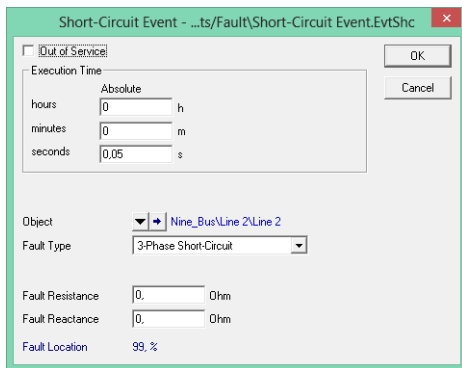 Short-Circuit Event - ...ts/Fault\Short-Circuit Event.EvtShc
×
Out of Service
OK
Execution Time
Absolute
Cancel
hours 0 h
minutes 0 m
seconds 0,05 s
Object Nine_Bus\Line 2\Line 2
Fault Type 3-Phase Short-Circuit
Fault Resistance 0, Ohm
Fault Reactance 0, Ohm
Fault Location 99, %